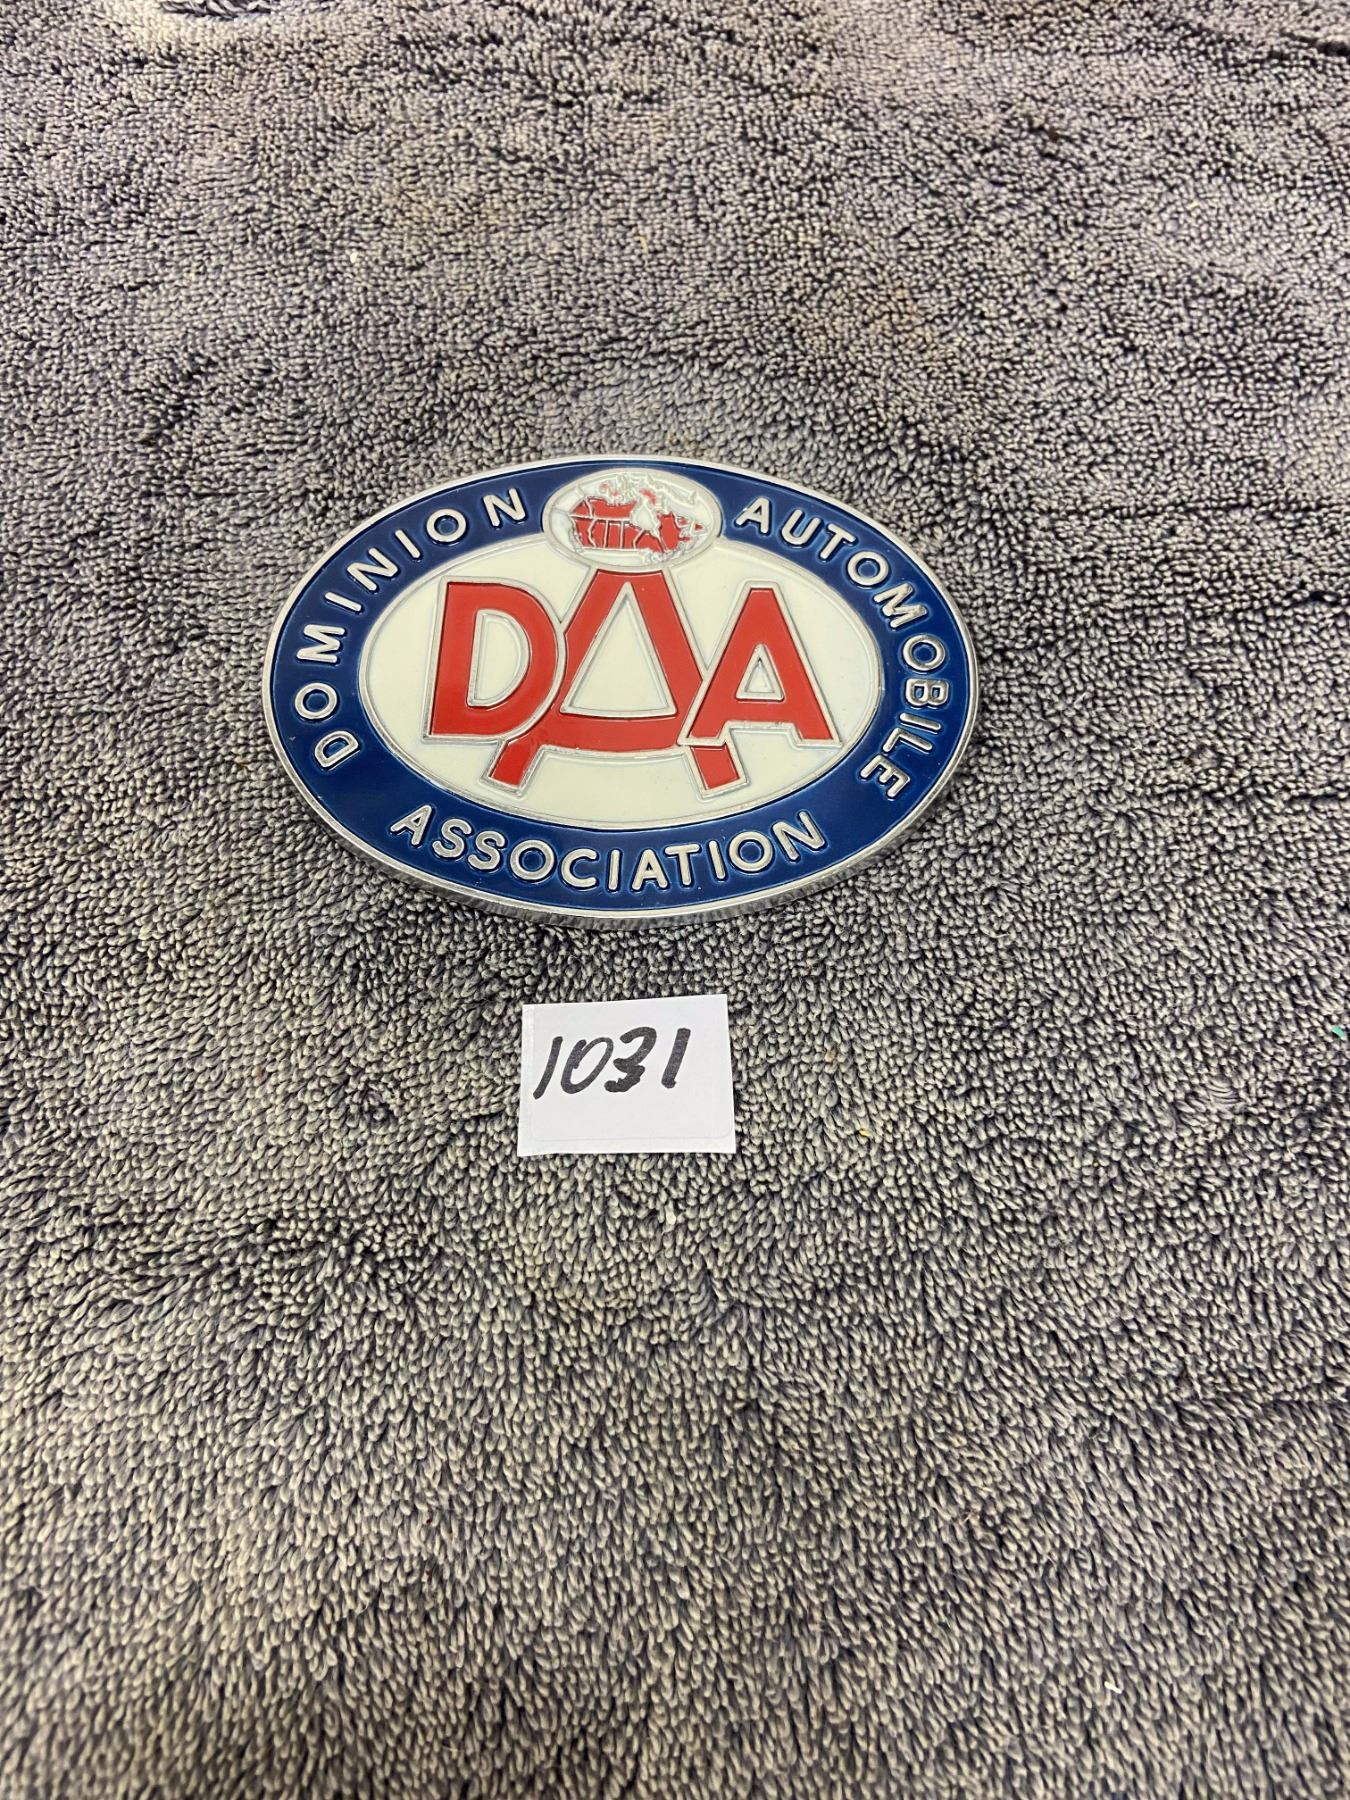 DOMINION AUTOMOBILE
DAA
ASSOCIATION
1031